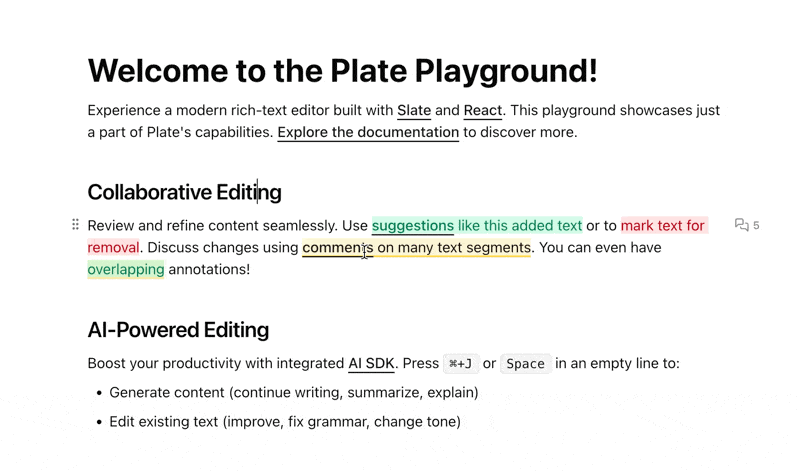 Welcome to the Plate Playground!
Experience a modern rich-text editor built with Slate and React. This playground showcases just
a part of Plate's capabilities. Explore the documentation to discover more.
Collaborative Editing
Review and refine content seamlessly. Use suggestions like this added text or to mark text for
removal. Discuss changes using comments on many text segments. You can even have
overlapping annotations!
5
AI-Powered Editing
Boost your productivity with integrated AI SDK. Press ⌘+J or Space in an empty line to:
• Generate content (continue writing, summarize, explain)
• Edit existing text (improve, fix grammar, change tone)